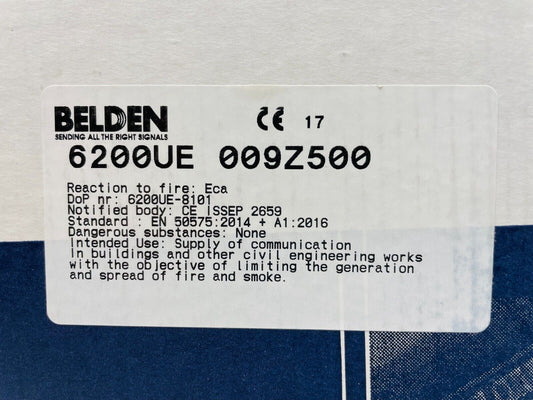 BELDEN
SENDING ALL THE RIGHT SIGNALS
CE 17
6200UE 009Z500
Reaction to fire: Eca
DoP nr: 6200UE-8101
Notified body: CE ISSEP 2659
Standard : EN 50575:2014 + A1:2016
Dangerous substances: None
Intended Use: Supply of communication
in buildings and other civil engineering works
with the objective of limiting the generation
and spread of fire and smoke.